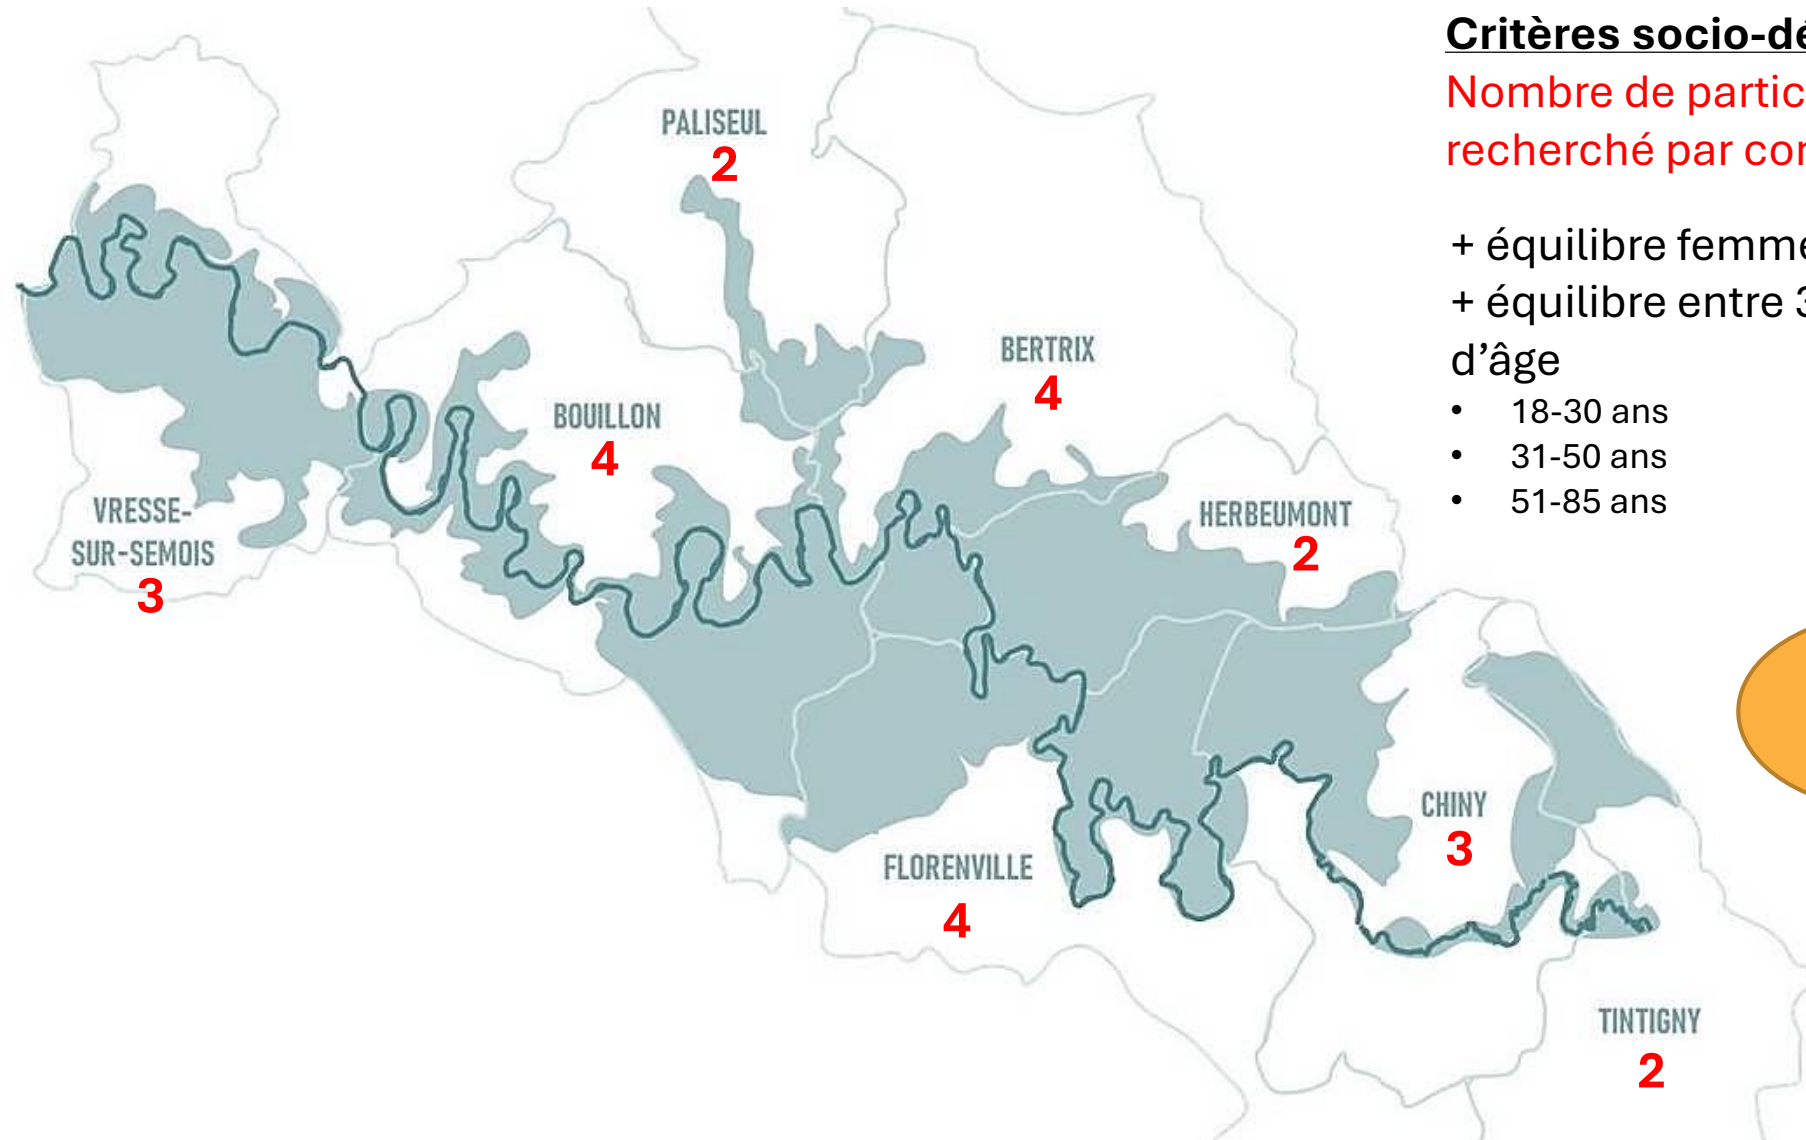 Critères socio-dé
Nombre de partic
recherché par cor
+ équilibre femme
+ équilibre entre 3
d’âge
• 18-30 ans
• 31-50 ans
• 51-85 ans
PALISEUL
2
BERTRIX
4
BOUILLON
4
VRESSE-
SUR-SEMOIS
3
HERBEUMONT
2
CHINY
3
FLORENVILLE
4
TINTIGNY
2